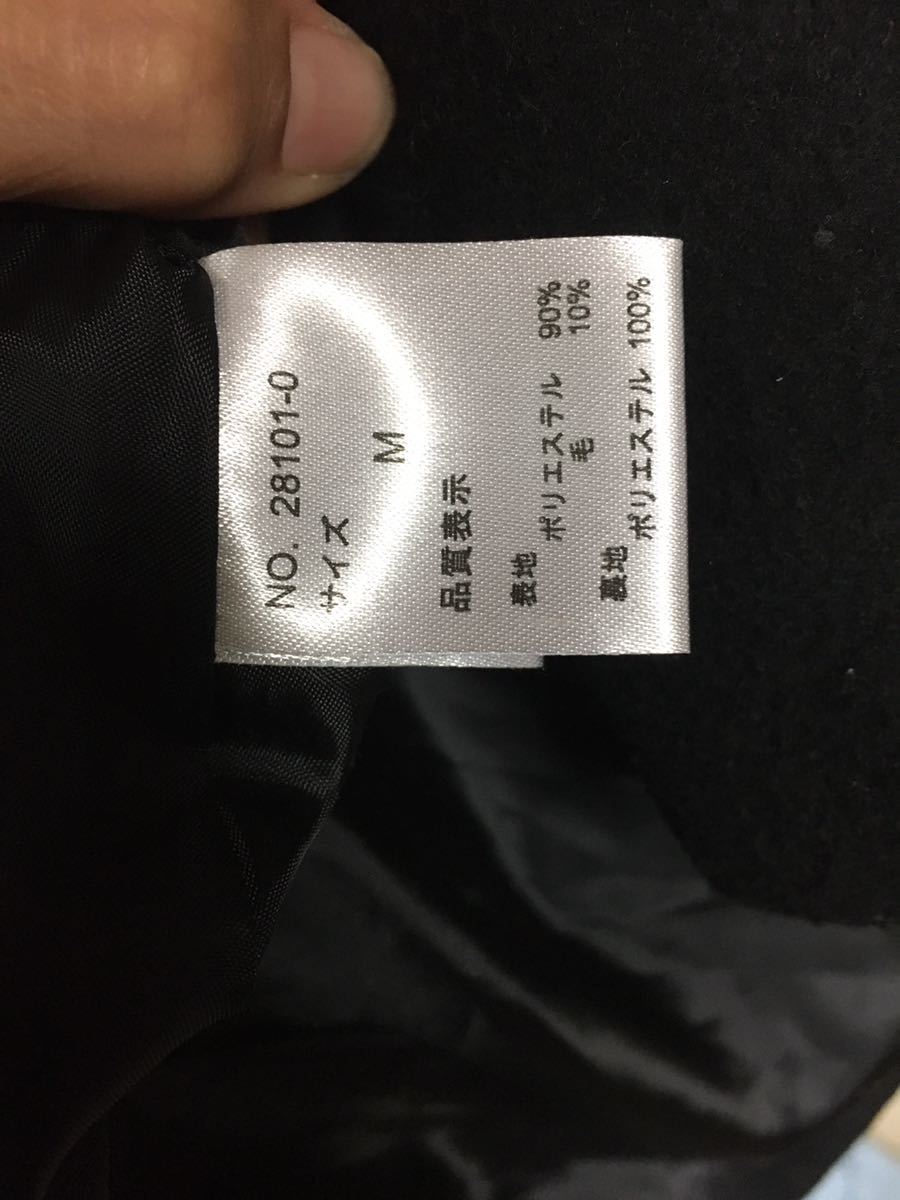 NO. 28101-0
サイズ
M
品質表示
表地
ポリエステル 90%
毛 10%
裏地
ポリエステル 100%